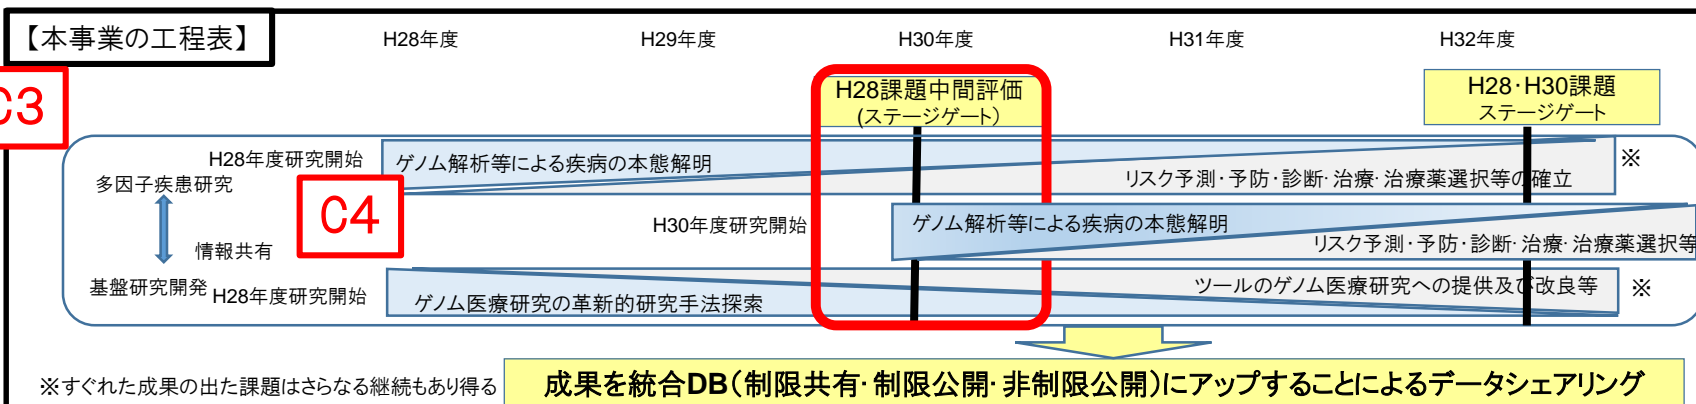 【本事業の工程表】
H28年度
H29年度
H30年度
H31年度
H32年度
C3
H28課題中間評価
(ステージゲート)
H28・H30課題
ステージゲート
H28年度研究開始
ゲノム解析等による疾病の本態解明
※
多因子疾患研究
リスク予測・予防・診断・治療・治療薬選択等の確立
C4
H30年度研究開始
ゲノム解析等による疾病の本態解明
リスク予測・予防・診断・治療・治療薬選択等
情報共有
基盤研究開発
H28年度研究開始
ゲノム医療研究の革新的研究手法探索
ツールのゲノム医療研究への提供及び改良等
※
※すぐれた成果の出た課題はさらなる継続もあり得る
成果を統合DB(制限共有・制限公開・非制限公開)にアップすることによるデータシェアリング